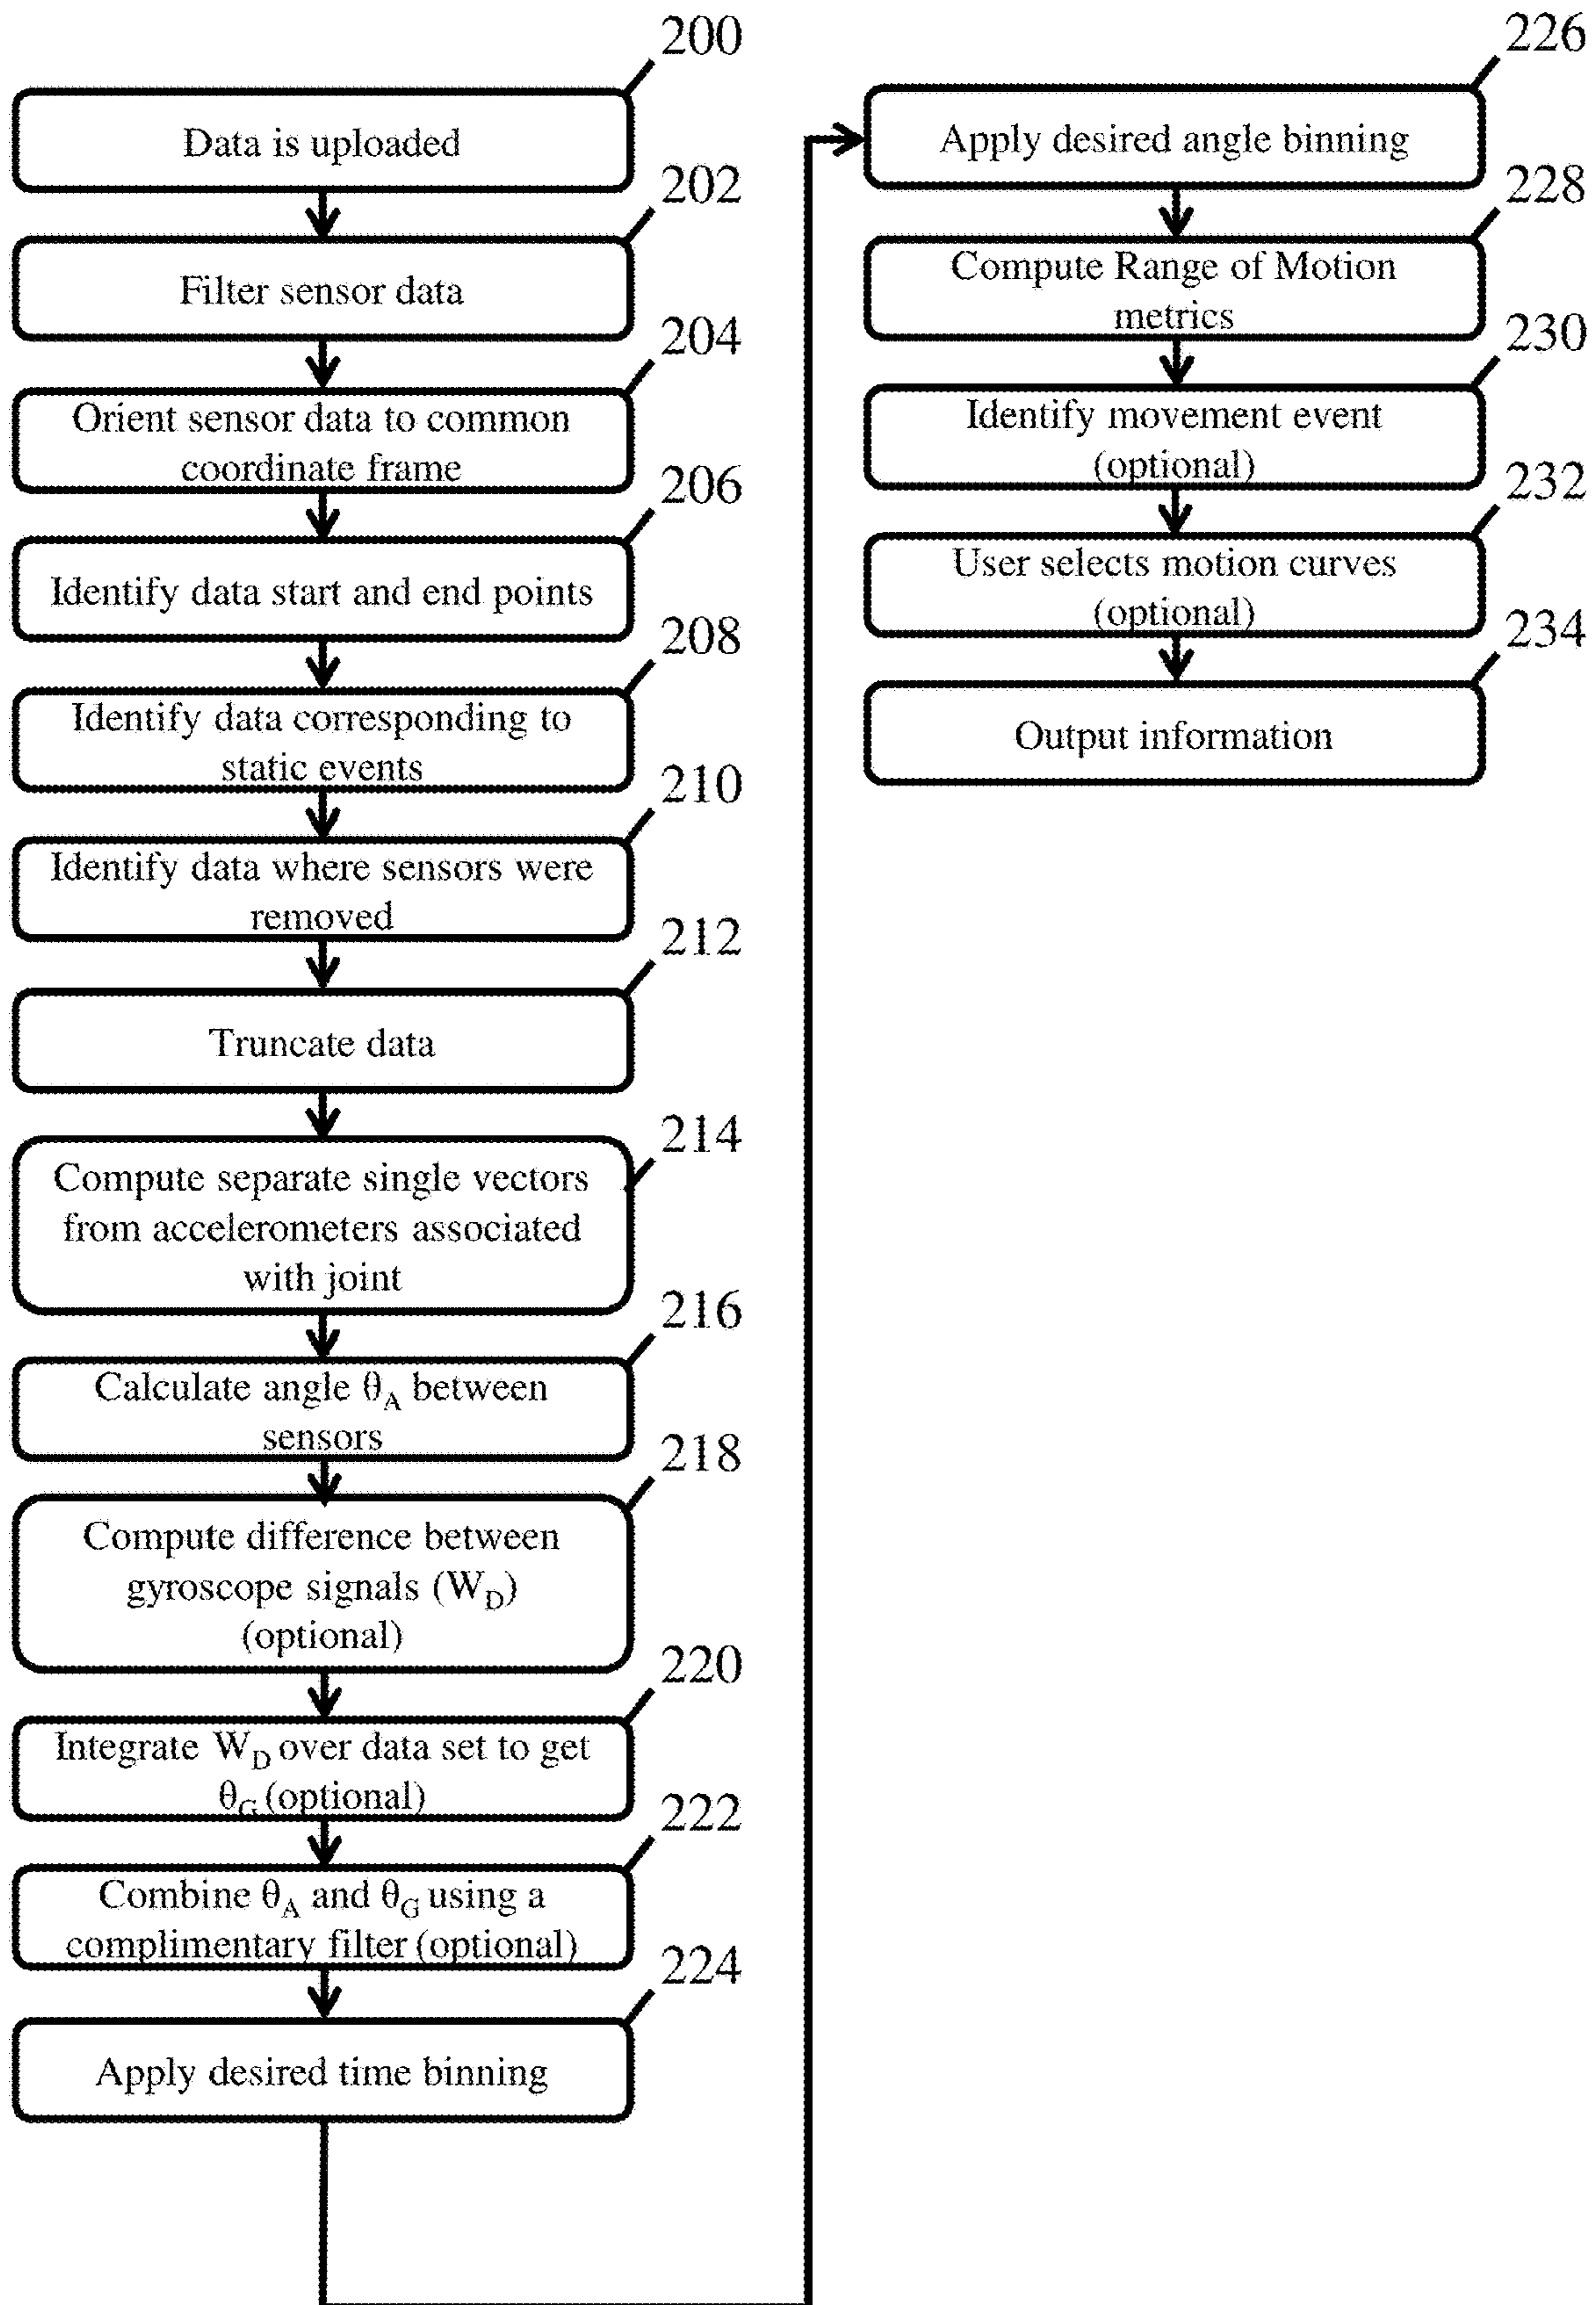 200
Data is uploaded
202
Filter sensor data
204
Orient sensor data to common
coordinate frame
206
Identify data start and end points
208
Identify data corresponding to
static events
210
Identify data where sensors were
removed
212
Truncate data
214
Compute separate single vectors
from accelerometers associated
with joint
216
Calculate angle θA between
sensors
218
Compute difference between
gyroscope signals (WD)
(optional)
220
Integrate WD over data set to get
θG (optional)
222
Combine θA and θG using a
complimentary filter (optional)
224
Apply desired time binning
226
Apply desired angle binning
228
Compute Range of Motion
metrics
230
Identify movement event
(optional)
232
User selects motion curves
(optional)
234
Output information